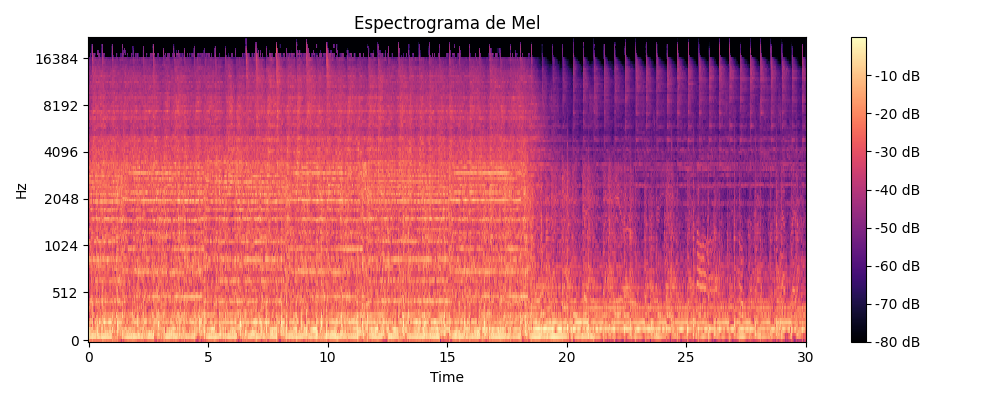 Espectrograma de Mel
Hz
16384
8192
4096
2048
1024
512
0
0 5 10 15 20 25 30
Time
-10 dB
-20 dB
-30 dB
-40 dB
-50 dB
-60 dB
-70 dB
-80 dB